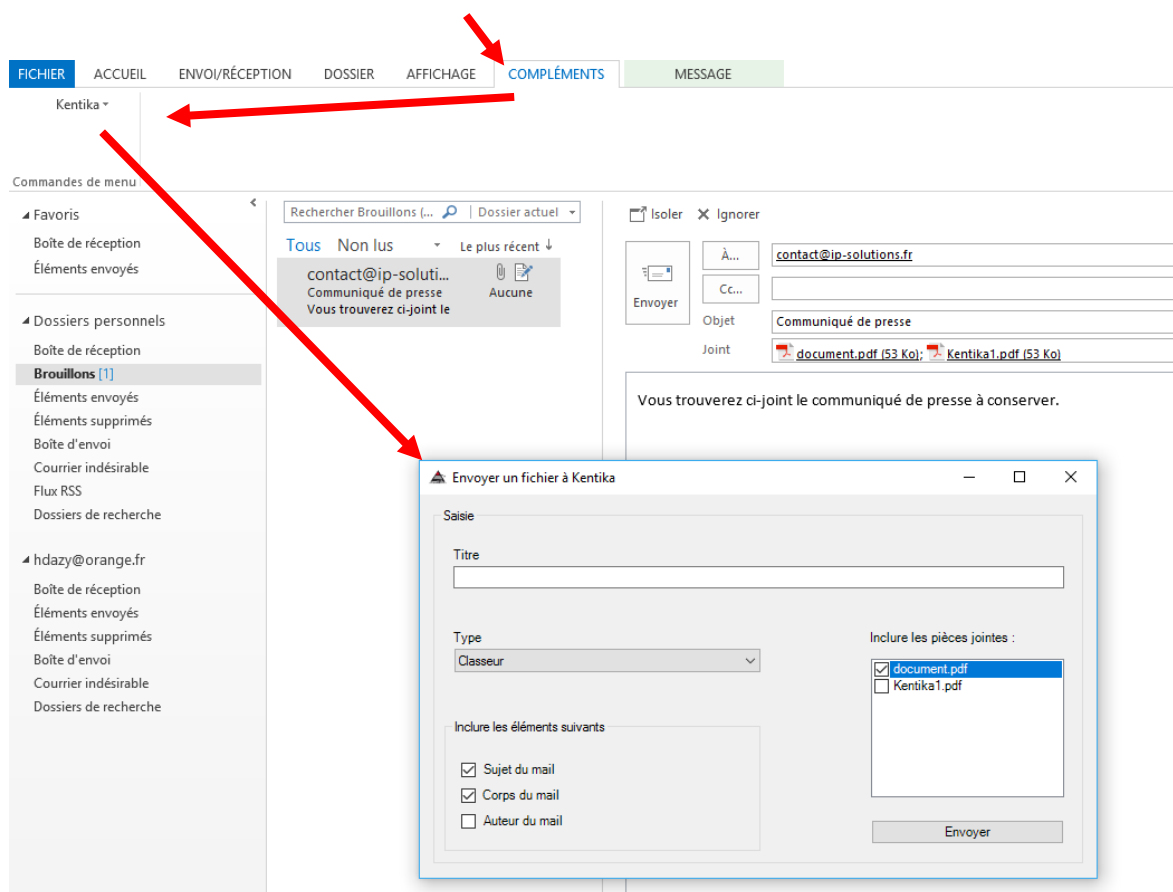 FICHIER ACCUEIL ENVOI/RÉCEPTION DOSSIER AFFICHAGE COMPLÉMENTS MESSAGE
Kentika
Commandes de menu
Favoris
Boîte de réception
Éléments envoyés
Dossiers personnels
Boîte de réception
Brouillons [1]
Éléments envoyés
Éléments supprimés
Boîte d'envoi
Courrier indésirable
Flux RSS
Dossiers de recherche
hdazy@orange.fr
Boîte de réception
Éléments envoyés
Éléments supprimés
Boîte d'envoi
Courrier indésirable
Dossiers de recherche
Rechercher Brouillons (... Dossier actuel
Tous Non lus Le plus récent
contact@ip-soluti...
Communiqué de presse Aucune
Vous trouverez ci-joint le
Isoler Ignorer
Envoyer
À... contact@ip-solutions.fr
Cc...
Objet Communiqué de presse
Joint document.pdf (53 Ko); Kentika1.pdf (53 Ko)
Vous trouverez ci-joint le communiqué de presse à conserver.
Envoyer un fichier à Kentika
Saisie
Titre
Type
Classeur
Inclure les éléments suivants
Sujet du mail
Corps du mail
Auteur du mail
Inclure les pièces jointes :
document.pdf
Kentika1.pdf
Envoyer